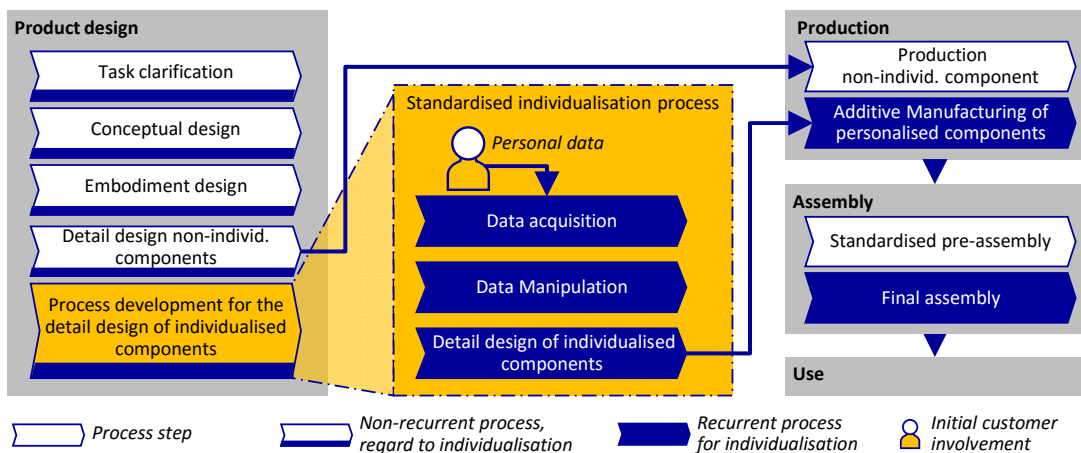 Product design
Task clarification
Conceptual design
Embodiment design
Detail design non-individ.
components
Process development for the
detail design of individualised
components
Standardised individualisation process
Personal data
Data acquisition
Data Manipulation
Detail design of individualised
components
Production
Production
non-individ. component
Additive Manufacturing of
personalised components
Assembly
Standardised pre-assembly
Final assembly
Use
Process step
Non-recurrent process,
regard to individualisation
Recurrent process
for individualisation
Initial customer
involvement